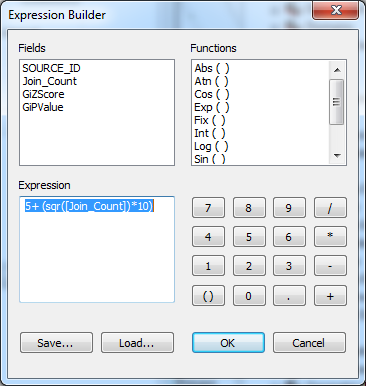 Expression Builder
Fields
Functions
SOURCE_ID
Join_Count
GiZScore
GiPValue
Abs ( )
Atn ( )
Cos ( )
Exp ( )
Fix ( )
Int ( )
Log ( )
Sin ( )
Expression
5+ (sqr([Join_Count])*10)
7 8 9 /
4 5 6 *
1 2 3 -
( ) 0 . +
Save... Load... OK Cancel